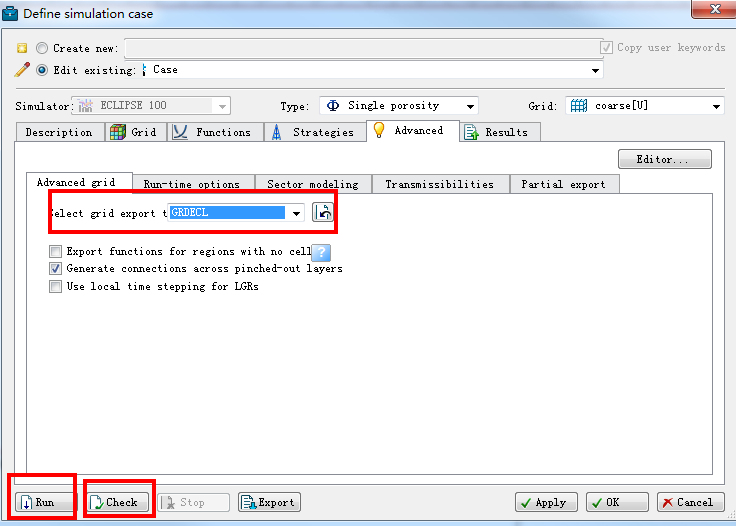 Define simulation case
Create new:
Copy user keywords
Edit existing: Case
Simulator: ECLIPSE 100 Type: Single porosity Grid: coarse[U]
Description Grid Functions Strategies Advanced Results
Editor...
Advanced grid Run-time options Sector modeling Transmissibilities Partial export
Select grid export t GRDECL
Export functions for regions with no cell ?
Generate connections across pinched-out layers
Use local time stepping for LGRs
Run Check Stop Export Apply OK Cancel